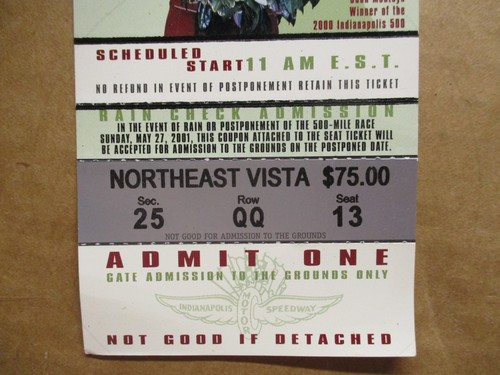 Winner of the
2000 Indianapolis 500
SCHEDULED
START 11 AM E.S.T.
NO REFUND IN EVENT OF POSTPONEMENT RETAIN THIS TICKET
RAIN CHECK ADMISSION
IN THE EVENT OF RAIN OR POSTPONEMENT OF THE 500-MILE RACE
SUNDAY, MAY 27, 2001, THIS COUPON ATTACHED TO THE SEAT TICKET WILL
BE ACCEPTED FOR ADMISSION TO THE GROUNDS ON THE POSTPONED DATE.
NORTHEAST VISTA $75.00
Sec. Row Seat
25 QQ 13
NOT GOOD FOR ADMISSION TO THE GROUNDS
ADMIT ONE
GATE ADMISSION TO THE GROUNDS ONLY
INDIANAPOLIS MOTOR SPEEDWAY
NOT GOOD IF DETACHED